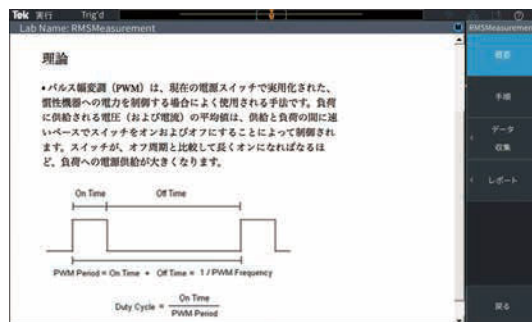 Tek 実行 Trig'd
Lab Name: RMSMeasurement
RMSMeasuremen
理論
•パルス幅変調（PWM）は、現在の電源スイッチで実用化された、
慣性機器への電力を制御する場合によく使用される手法です。負荷
に供給される電圧（および電流）の平均値は、供給と負荷の間に速
いペースでスイッチをオンおよびオフにすることによって制御され
ます。スイッチが、オフ周期と比較して長くオンになればなるほ
ど、負荷への電源供給が大きくなります。
On Time Off Time
PWM Period = On Time + Off Time = 1 / PWM Frequency
Duty Cycle = On Time
PWM Period
概要
手順
データ
収集
レポート
戻る